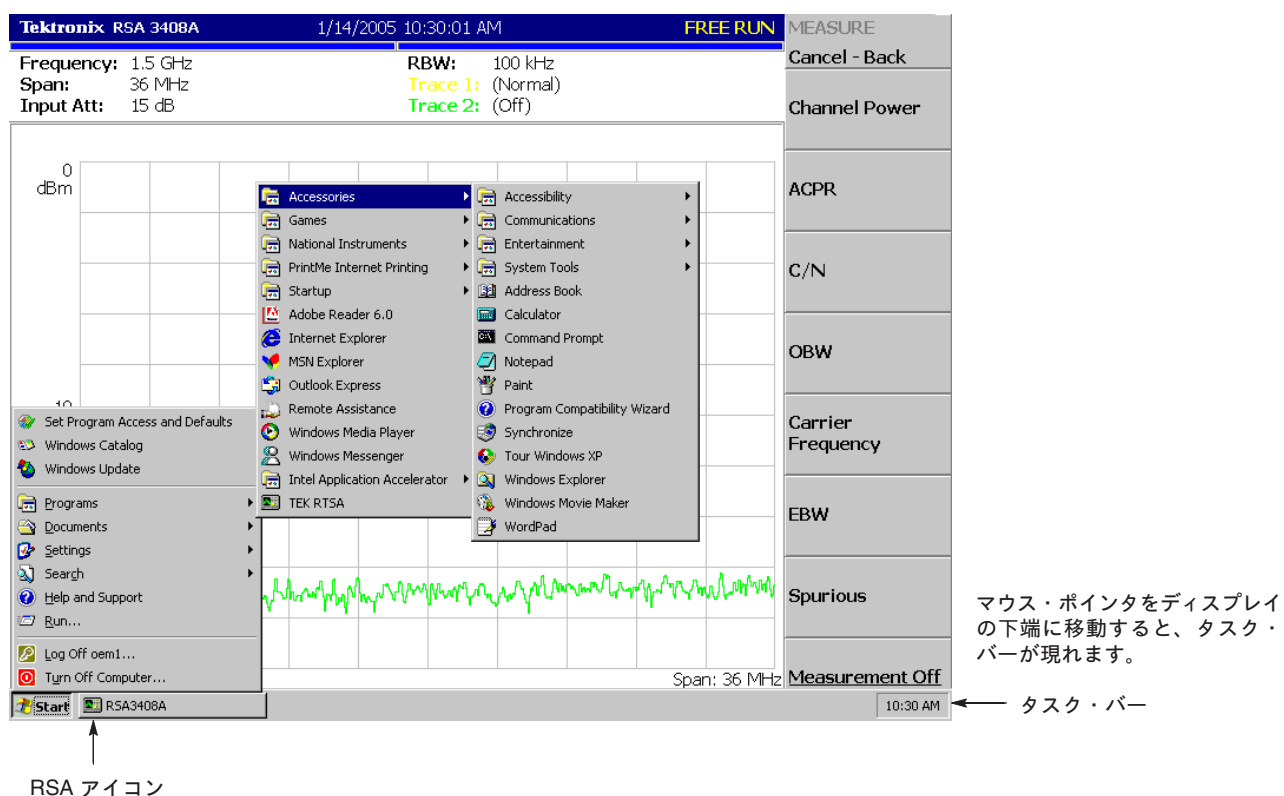 Tektronix RSA 3408A 1/14/2005 10:30:01 AM FREE RUN
Frequency: 1.5 GHz RBW: 100 kHz
Span: 36 MHz Trace 1: (Normal)
Input Att: 15 dB Trace 2: (Off)
0
dBm
10
Accessories
Games
National Instruments
PrintMe Internet Printing
Startup
Adobe Reader 6.0
Internet Explorer
MSN Explorer
Outlook Express
Remote Assistance
Windows Media Player
Windows Messenger
Intel Application Accelerator
TEK RTSA
Accessibility
Communications
Entertainment
System Tools
Address Book
Calculator
Command Prompt
Notepad
Paint
Program Compatibility Wizard
Synchronize
Tour Windows XP
Windows Explorer
Windows Movie Maker
WordPad
Set Program Access and Defaults
Windows Catalog
Windows Update
Programs
Documents
Settings
Search
Help and Support
Run...
Log Off oem1...
Turn Off Computer...
Span: 36 MHz
MEASURE
Cancel - Back
Channel Power
ACPR
C/N
OBW
Carrier
Frequency
EBW
Spurious
Measurement Off
Start RSA3408A 10:30 AM
マウス・ポインタをディスプレイ
の下端に移動すると、タスク・
バーが現れます。
タスク・バー
RSA アイコン